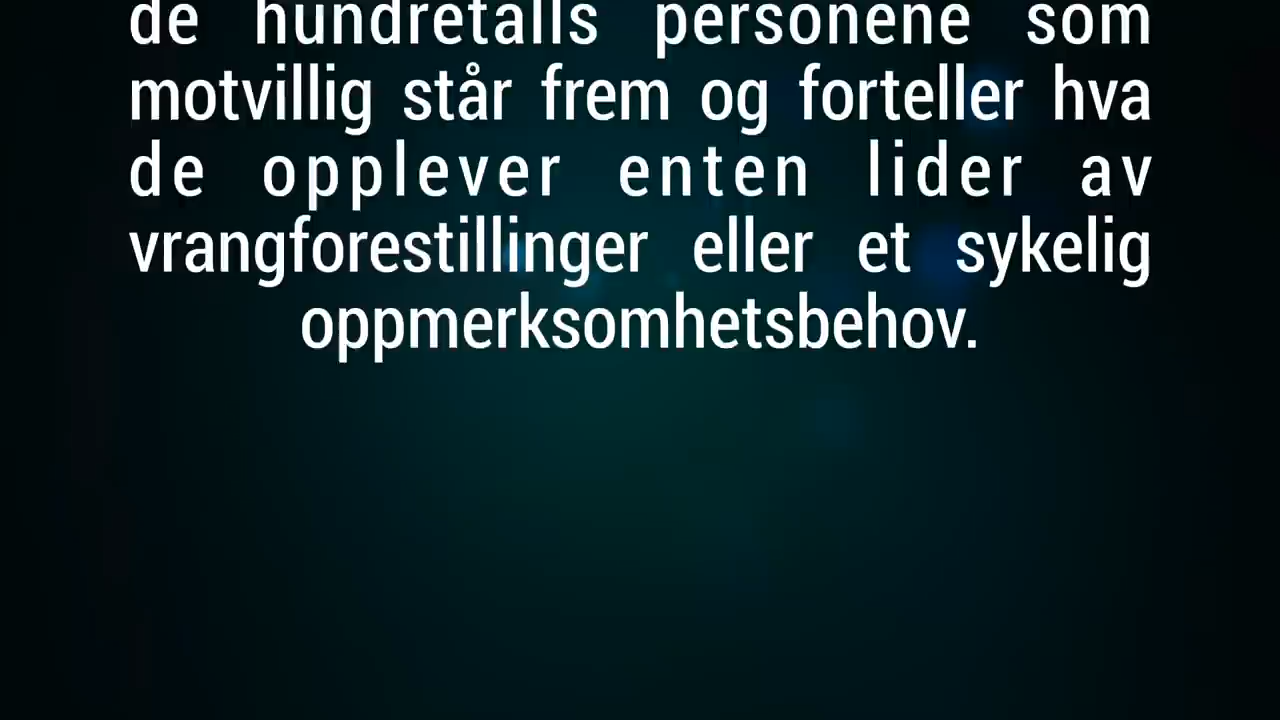 de hundretalls personene som
motvillig står frem og forteller hva
de opplever enten lider av
vrangforestillinger eller et sykelig
oppmerksomhetsbehov.